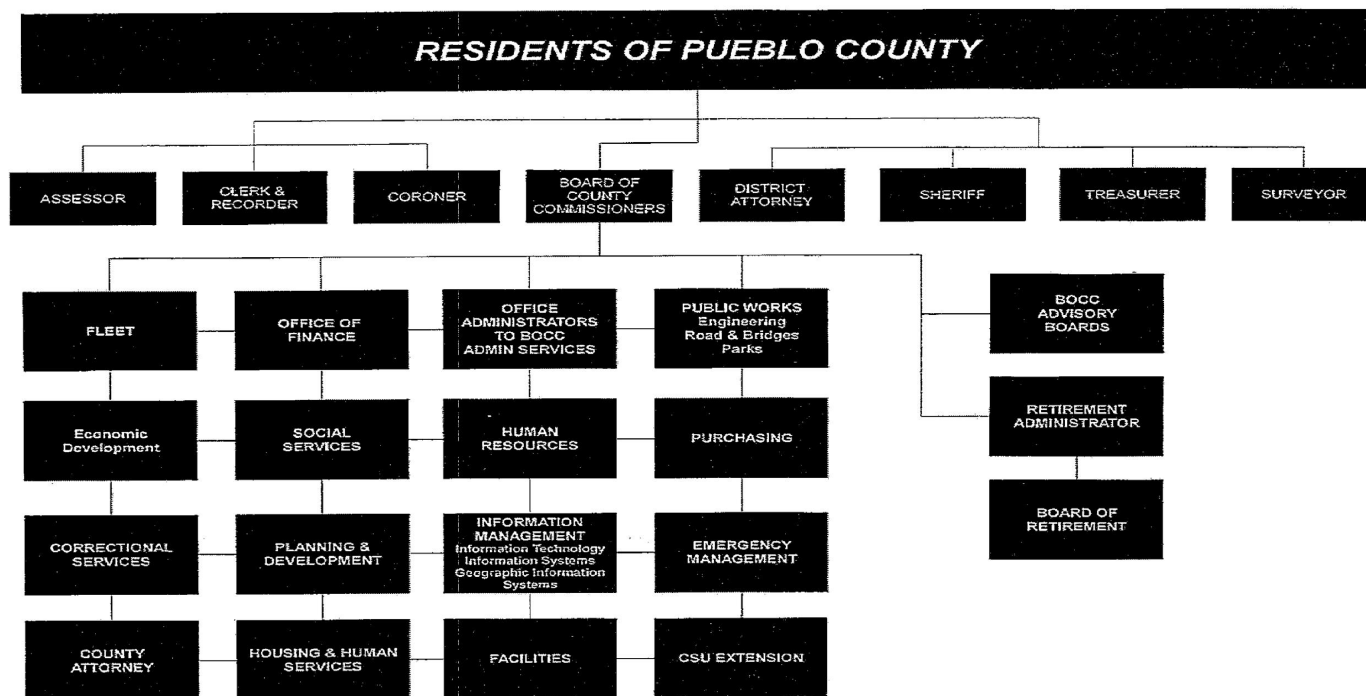 RESIDENTS OF PUEBLO COUNTY
ASSESSOR
CLERK &
RECORDER
CORONER
BOARD OF
COUNTY
COMMISSIONERS
DISTRICT
ATTORNEY
SHERIFF
TREASURER
SURVEYOR
FLEET
OFFICE OF
FINANCE
OFFICE
ADMINISTRATORS
TO BOCC
ADMIN SERVICES
PUBLIC WORKS
Engineering
Road & Bridges
Parks
BOCC
ADVISORY
BOARDS
Economic
Development
SOCIAL
SERVICES
HUMAN
RESOURCES
PURCHASING
RETIREMENT
ADMINISTRATOR
CORRECTIONAL
SERVICES
PLANNING &
DEVELOPMENT
INFORMATION
MANAGEMENT
Information Technology
Information Systems
Geographic Information
Systems
EMERGENCY
MANAGEMENT
BOARD OF
RETIREMENT
COUNTY
ATTORNEY
HOUSING & HUMAN
SERVICES
FACILITIES
CSU EXTENSION